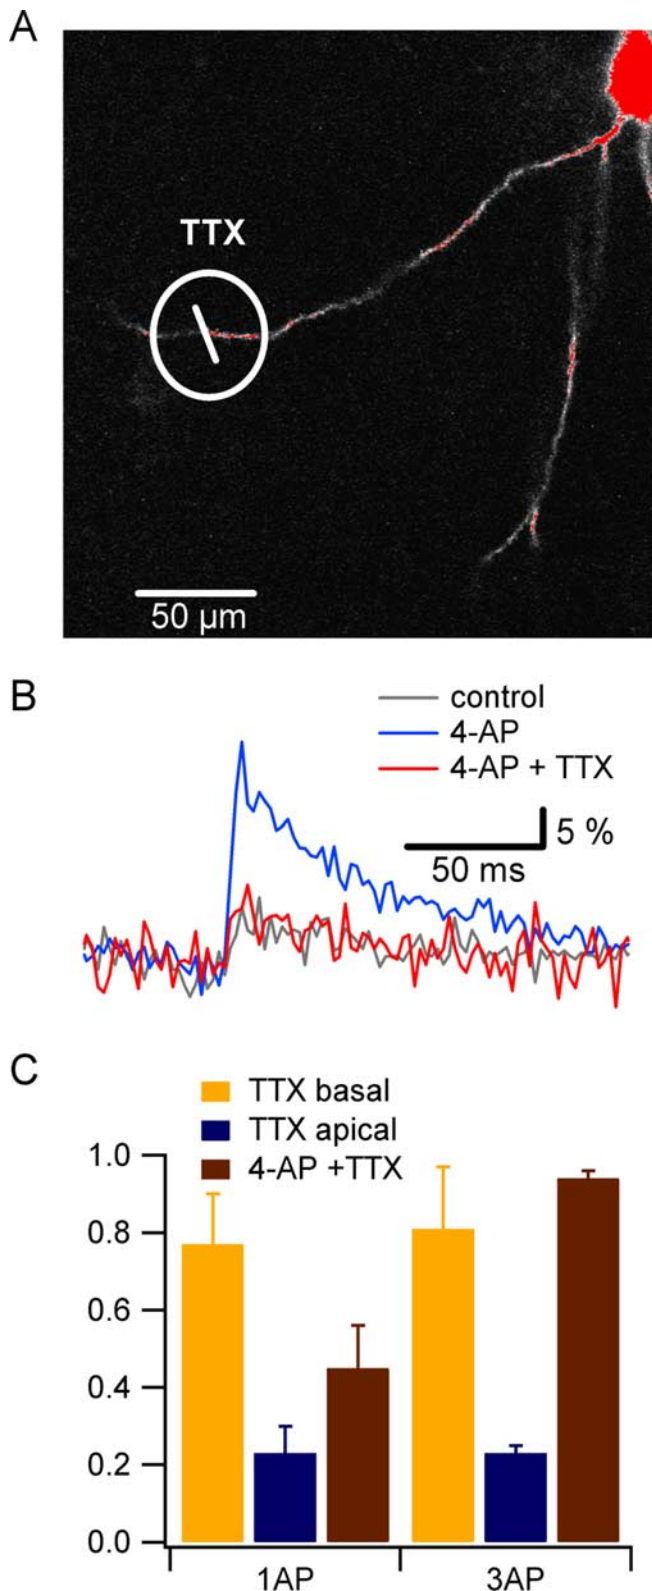 A
TTX
50 µm
B
control
4-AP
4-AP + TTX
5 %
50 ms
C
TTX basal
TTX apical
4-AP +TTX
1.0
0.8
0.6
0.4
0.2
0.0
1AP
3AP